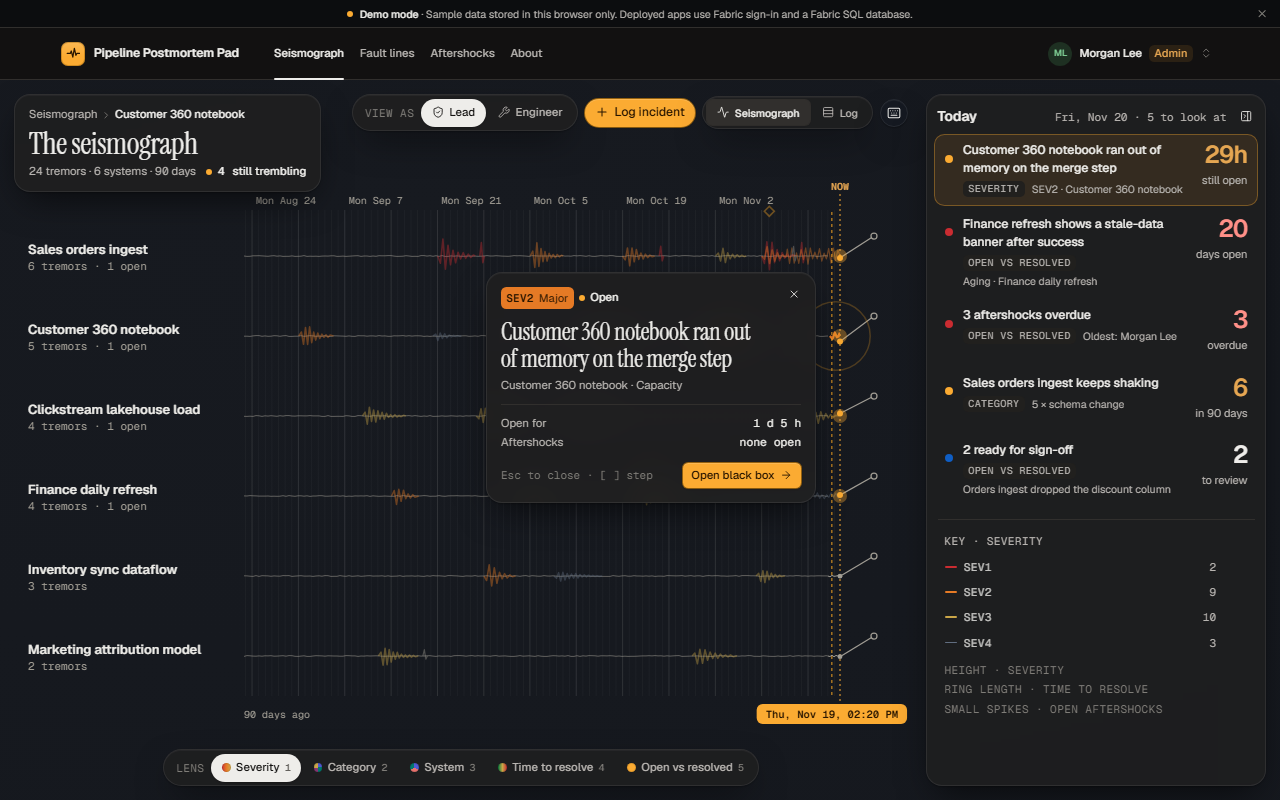 Demo mode · Sample data stored in this browser only. Deployed apps use Fabric sign-in and a Fabric SQL database.
Pipeline Postmortem Pad
Seismograph
Fault lines
Aftershocks
About
ML
Morgan Lee
Admin
Seismograph › Customer 360 notebook
The seismograph
24 tremors · 6 systems · 90 days
4 still trembling
VIEW AS
Lead
Engineer
Log incident
Seismograph
Log
NOW
Mon Aug 24
Mon Sep 7
Mon Sep 21
Mon Oct 5
Mon Oct 19
Mon Nov 2
Sales orders ingest
6 tremors · 1 open
Customer 360 notebook
5 tremors · 1 open
Clickstream lakehouse load
4 tremors · 1 open
Finance daily refresh
4 tremors · 1 open
Inventory sync dataflow
3 tremors
Marketing attribution model
2 tremors
SEV2 Major
Open
Customer 360 notebook ran out
of memory on the merge step
Customer 360 notebook · Capacity
Open for 1 d 5 h
Aftershocks none open
Esc to close · [ ] step
Open black box
90 days ago
Thu, Nov 19, 02:20 PM
LENS
Severity 1
Category 2
System 3
Time to resolve 4
Open vs resolved 5
Today
Fri, Nov 20 · 5 to look at
Customer 360 notebook ran out of
memory on the merge step
SEVERITY SEV2 · Customer 360 notebook
29h
still open
Finance refresh shows a stale-data
banner after success
OPEN VS RESOLVED
Aging · Finance daily refresh
20
days open
3 aftershocks overdue
OPEN VS RESOLVED Oldest: Morgan Lee
3
overdue
Sales orders ingest keeps shaking
CATEGORY 5 × schema change
6
in 90 days
2 ready for sign-off
OPEN VS RESOLVED
Orders ingest dropped the discount column
2
to review
KEY · SEVERITY
SEV1 2
SEV2 9
SEV3 10
SEV4 3
HEIGHT · SEVERITY
RING LENGTH · TIME TO RESOLVE
SMALL SPIKES · OPEN AFTERSHOCKS